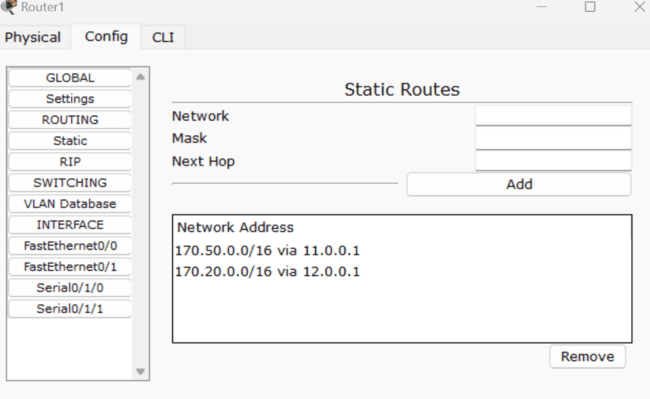 Router1
Physical
Config
CLI
GLOBAL
Settings
ROUTING
Static
RIP
SWITCHING
VLAN Database
INTERFACE
FastEthernet0/0
FastEthernet0/1
Serial0/1/0
Serial0/1/1
Static Routes
Network
Mask
Next Hop
Add
Network Address
170.50.0.0/16 via 11.0.0.1
170.20.0.0/16 via 12.0.0.1
Remove